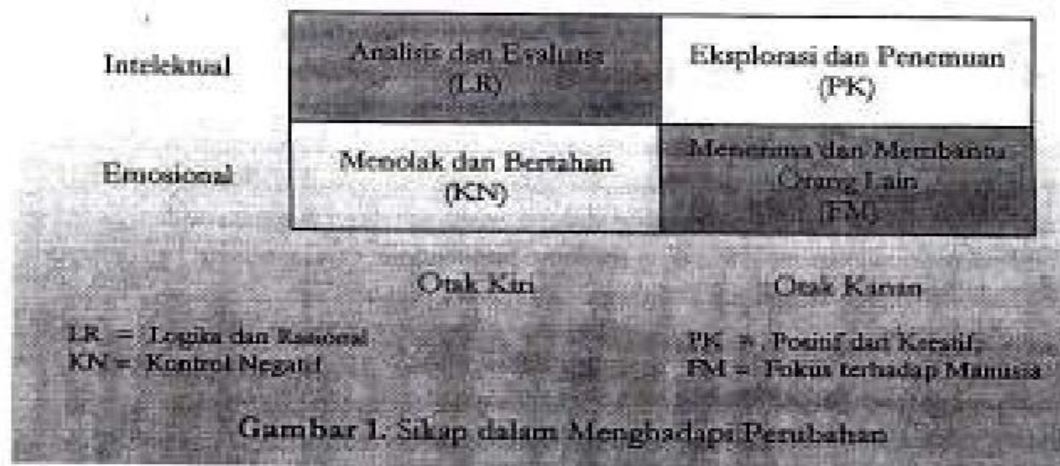 Intelektual
Analisis dan Evaluasi
(LR)
Eksplorasi dan Penemuan
(PK)
Emosional
Menolak dan Bertahan
(KN)
Menerima dan Membantu
Orang Lain
(FM)
Otak Kiri
Otak Kanan
LR = Logika dan Rasional
KN = Kontrol Negatif
PK = Positif dan Kreatif,
FM = Fokus terhadap Manusia
Gambar 1. Sikap dalam Menghadapi Perubahan